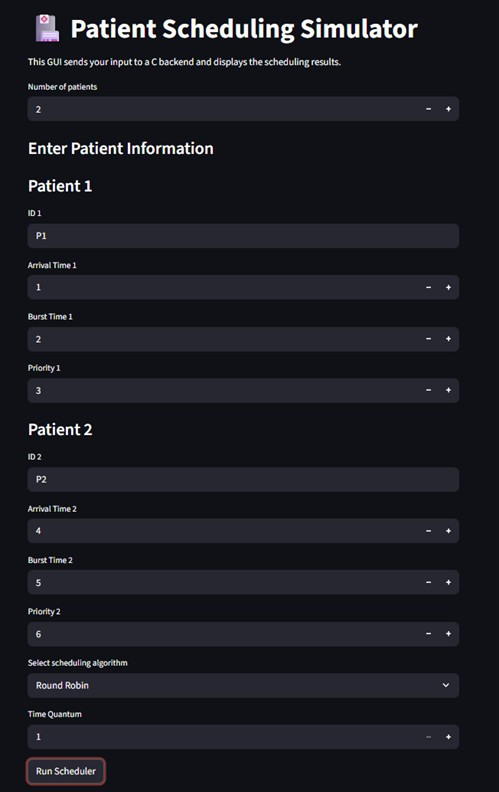 Patient Scheduling Simulator
This GUI sends your input to a C backend and displays the scheduling results.
Number of patients
2
Enter Patient Information
Patient 1
ID 1
P1
Arrival Time 1
1
Burst Time 1
2
Priority 1
3
Patient 2
ID 2
P2
Arrival Time 2
4
Burst Time 2
5
Priority 2
6
Select scheduling algorithm
Round Robin
Time Quantum
1
Run Scheduler